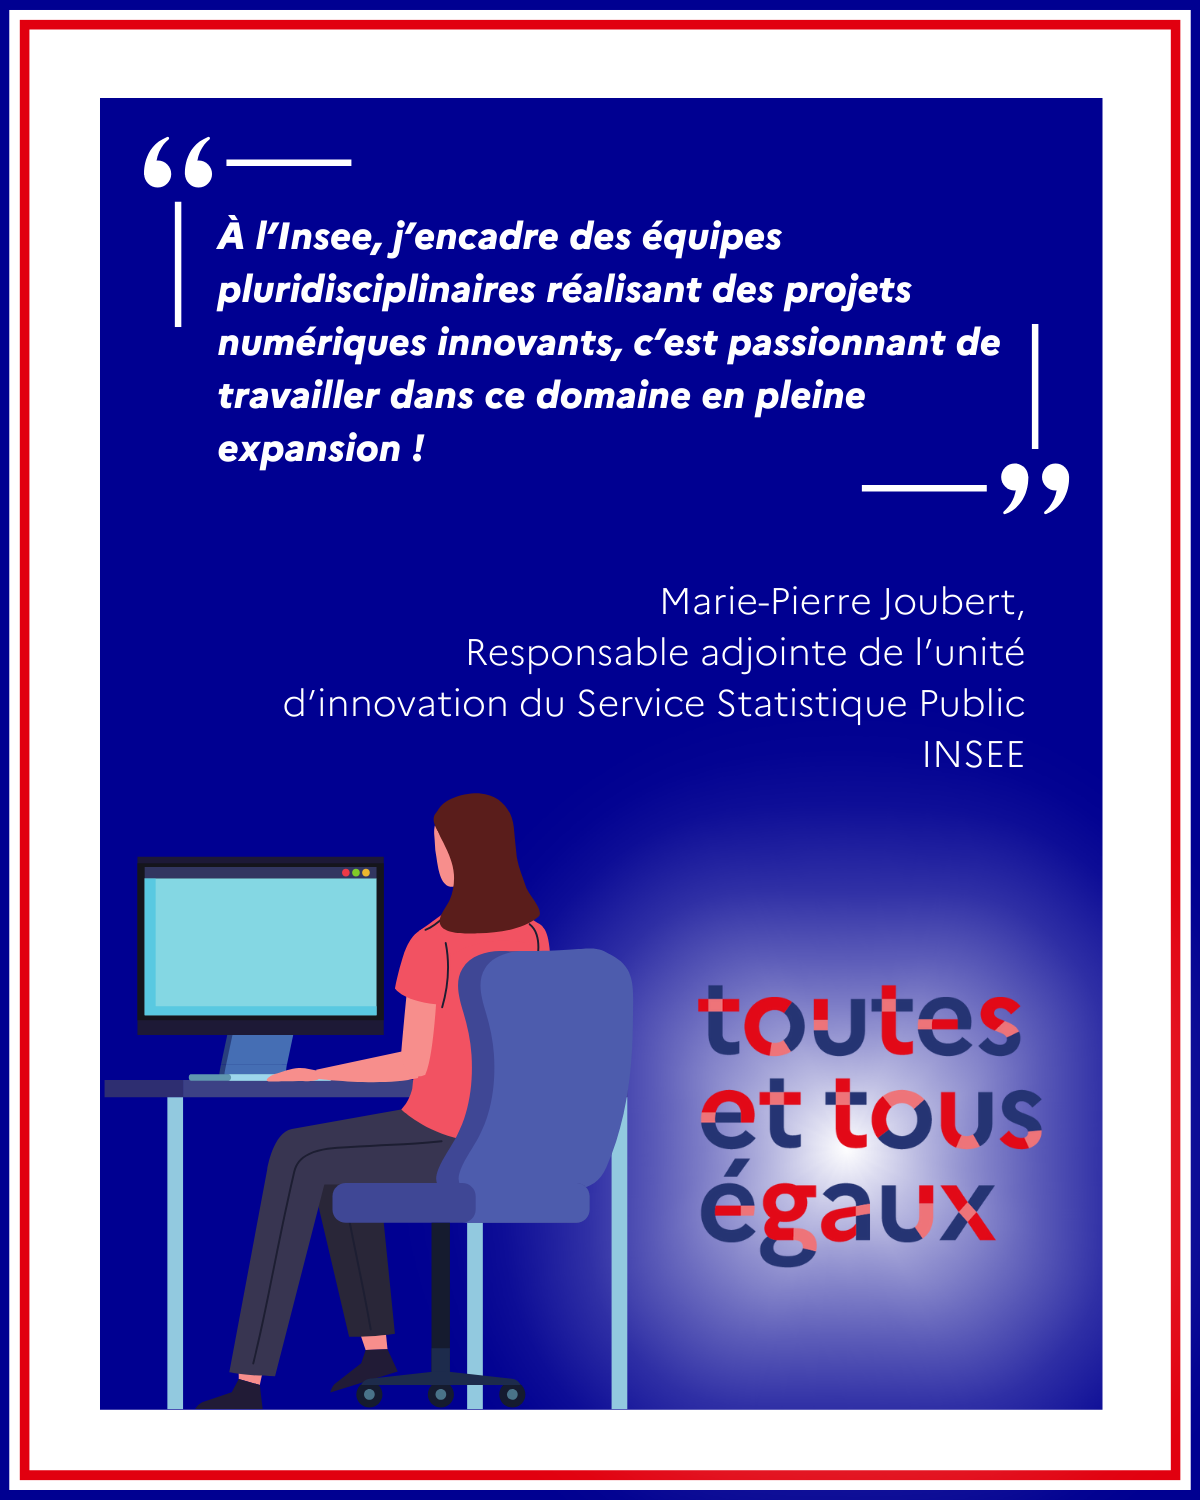 “
À l’Insee, j’encadre des équipes
pluridisciplinaires réalisant des projets
numériques innovants, c’est passionnant de
travailler dans ce domaine en pleine
expansion !
”
Marie-Pierre Joubert,
Responsable adjointe de l’unité
d’innovation du Service Statistique Public
INSEE
toutes
et tous
égaux